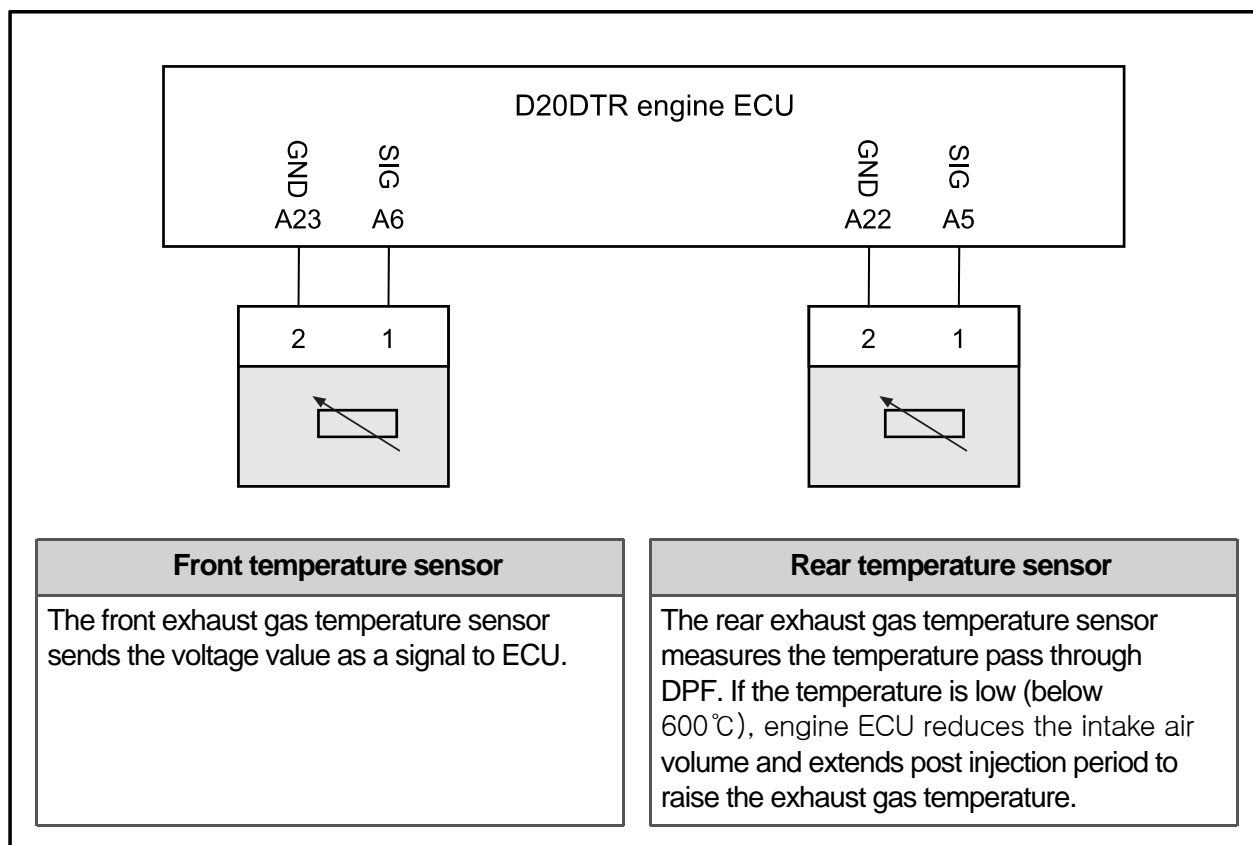 D20DTR engine ECU
GND SIG GND SIG
A23 A6 A22 A5
2 1 2 1
Front temperature sensor
The front exhaust gas temperature sensor
sends the voltage value as a signal to ECU.
Rear temperature sensor
The rear exhaust gas temperature sensor
measures the temperature pass through
DPF. If the temperature is low (below
600℃), engine ECU reduces the intake air
volume and extends post injection period to
raise the exhaust gas temperature.